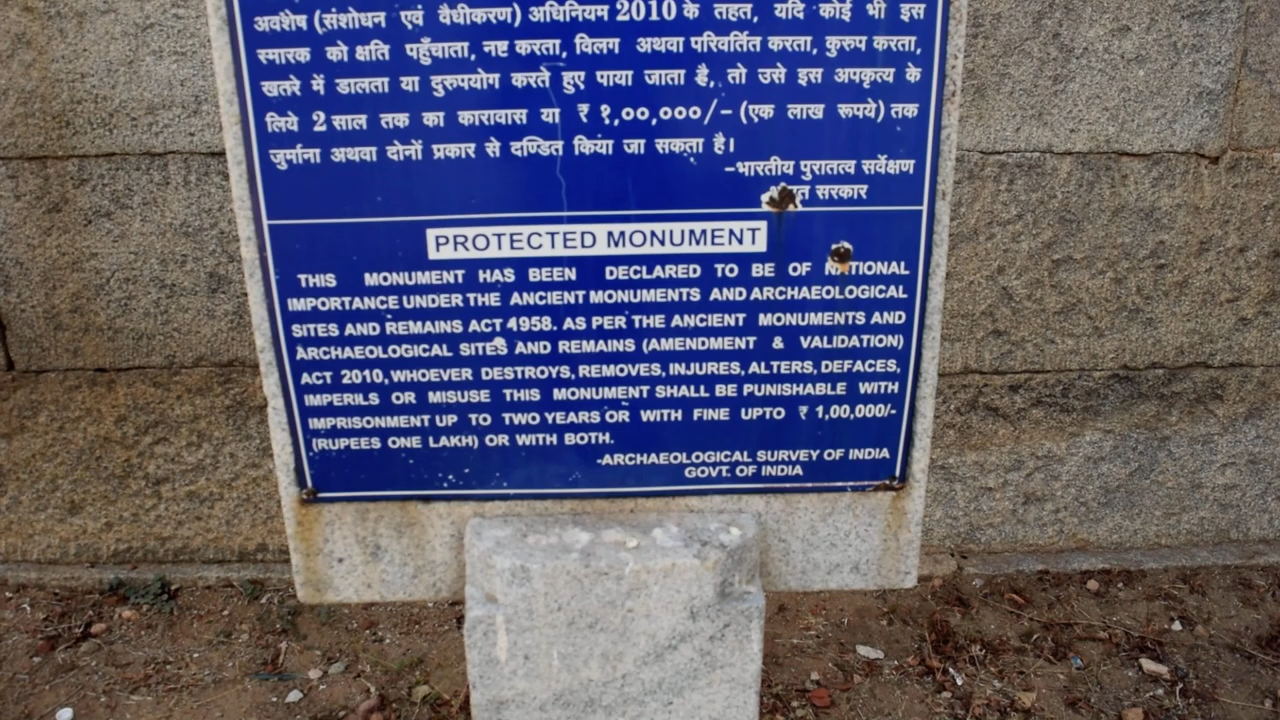 अवशेष (संशोधन एवं वैधीकरण) अधिनियम 2010 के तहत, यदि कोई भी इस
स्मारक को क्षति पहुँचाता, नष्ट करता, विलग अथवा परिवर्तित करता, कुरुप करता,
खतरे में डालता या दुरुपयोग करते हुए पाया जाता है, तो उसे इस अपकृत्य के
लिये 2 साल तक का कारावास या ₹ १,००,०००/- (एक लाख रूपये) तक
जुर्माना अथवा दोनों प्रकार से दण्डित किया जा सकता है।
-भारतीय पुरातत्व सर्वेक्षण
भारत सरकार
PROTECTED MONUMENT
THIS MONUMENT HAS BEEN DECLARED TO BE OF NATIONAL
IMPORTANCE UNDER THE ANCIENT MONUMENTS AND ARCHAEOLOGICAL
SITES AND REMAINS ACT 1958. AS PER THE ANCIENT MONUMENTS AND
ARCHAEOLOGICAL SITES AND REMAINS (AMENDMENT & VALIDATION)
ACT 2010, WHOEVER DESTROYS, REMOVES, INJURES, ALTERS, DEFACES,
IMPERILS OR MISUSE THIS MONUMENT SHALL BE PUNISHABLE WITH
IMPRISONMENT UP TO TWO YEARS OR WITH FINE UPTO ₹ 1,00,000/-
(RUPEES ONE LAKH) OR WITH BOTH.
-ARCHAEOLOGICAL SURVEY OF INDIA
GOVT. OF INDIA